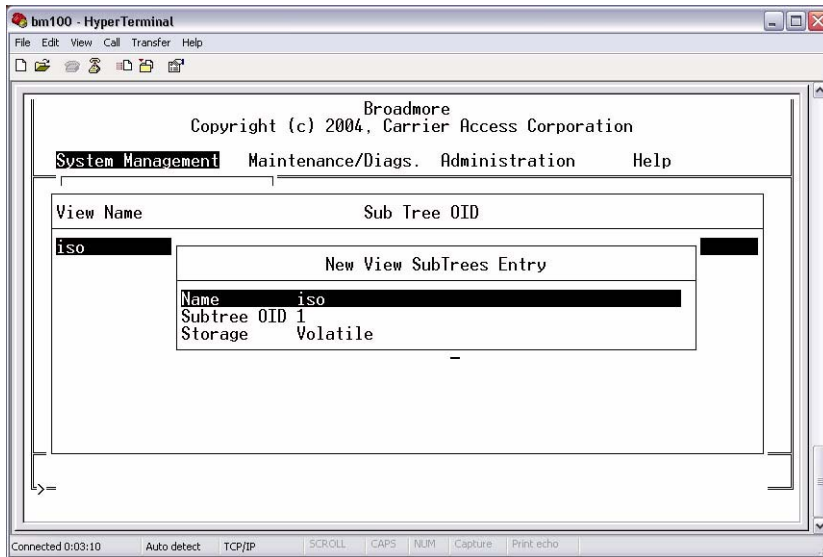 bm100 - HyperTerminal
File Edit View Call Transfer Help
Broadmore
Copyright (c) 2004, Carrier Access Corporation
System Management Maintenance/Diags. Administration Help
View Name Sub Tree OID
iso
New View SubTrees Entry
Name iso
Subtree OID 1
Storage Volatile
>=
Connected 0:03:10 Auto detect TCP/IP SCROLL CAPS NUM Capture Print echo